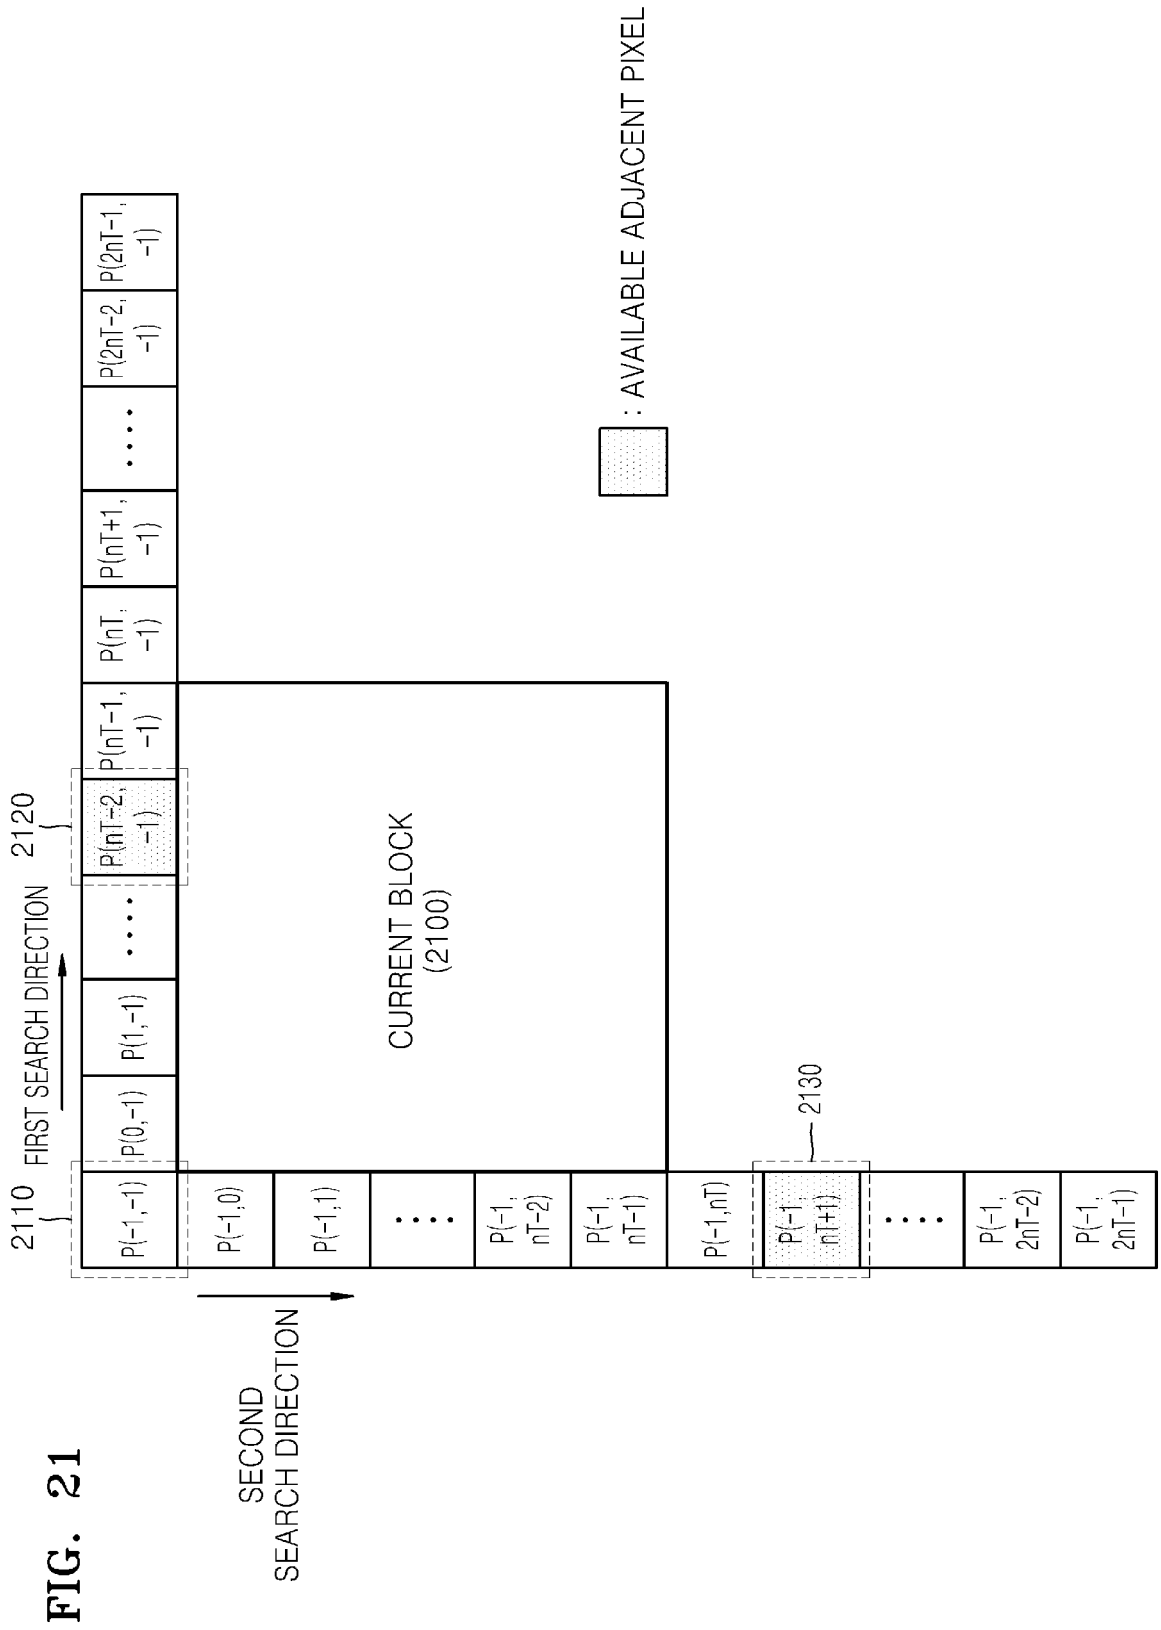 FIG. 21
2110
FIRST SEARCH DIRECTION
2120
P(-1,-1)
P(0,-1)
P(1,-1)
....
P(nT-2,
-1)
P(nT-1,
-1)
P(nT,
-1)
P(nT+1,
-1)
....
P(2nT-2,
-1)
P(2nT-1,
-1)
SECOND
SEARCH DIRECTION
P(-1,0)
P(-1,1)
....
P(-1,
nT-2)
P(-1,
nT-1)
P(-1,nT)
P(-1,
nT+1)
....
P(-1,
2nT-2)
P(-1,
2nT-1)
CURRENT BLOCK
(2100)
2130
: AVAILABLE ADJACENT PIXEL